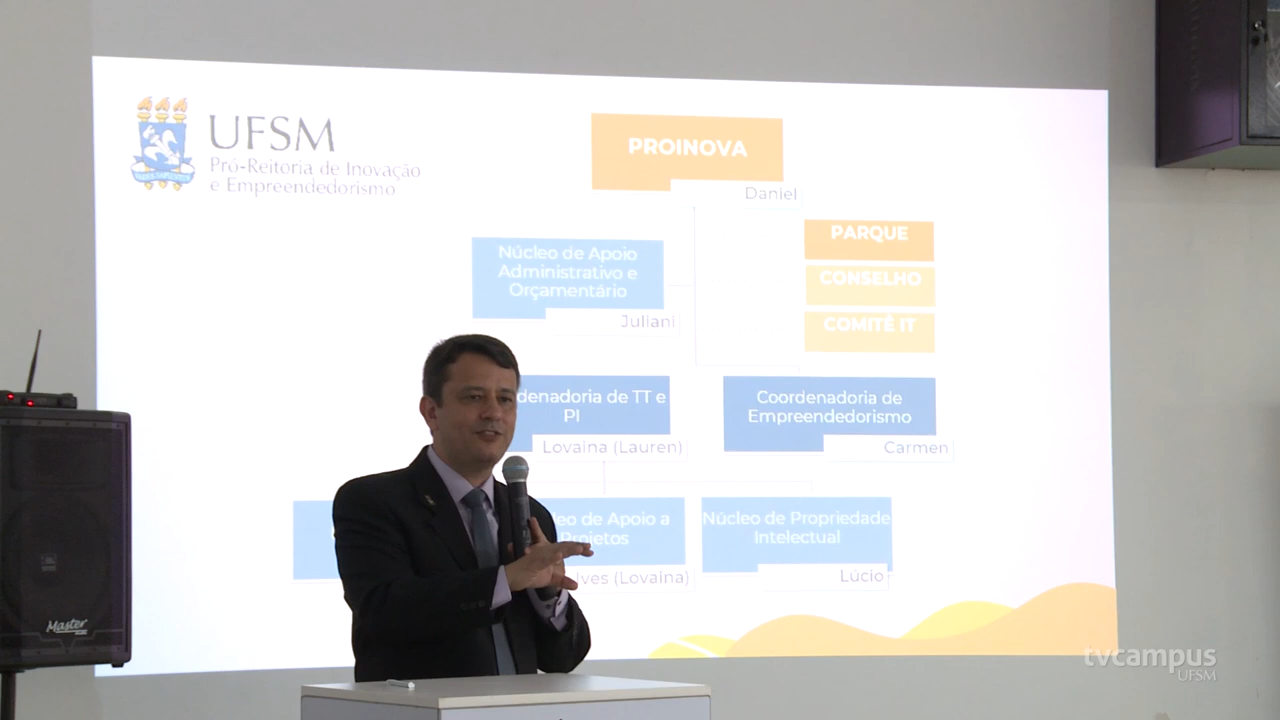 UFSM
Pró-Reitoria de Inovação
e Empreendedorismo
PROINOVA
Daniel
PARQUE
CONSELHO
COMITÊ IT
Núcleo de Apoio
Administrativo e
Orçamentário
Juliani
denadoria de TT e
PI
Lovaina (Lauren)
Coordenadoria de
Empreendedorismo
Carmen
eo de Apoio a
Projetos
lves (Lovaina)
Núcleo de Propriedade
Intelectual
Lúcio
Master
tvcampus
UFSM